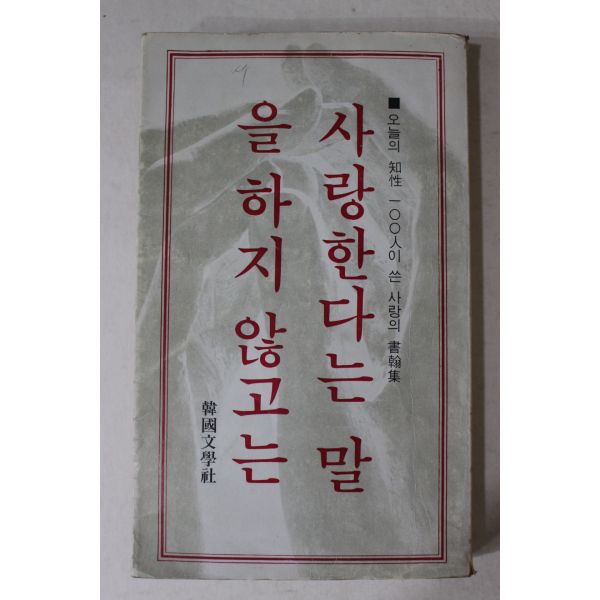 ■ 오늘의 知性 一〇〇人이 쓴 사랑의 書翰集
사랑한다는 말
을 하지 않고는
韓國文學社